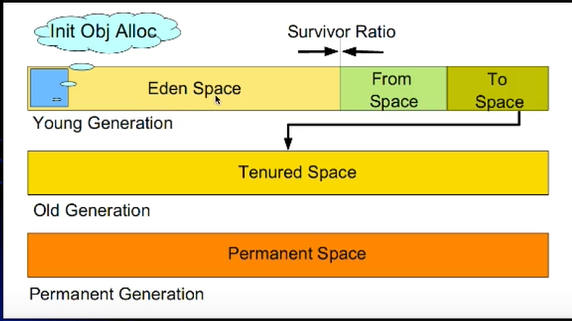 Init Obj Alloc
Survivor Ratio
Eden Space
From
Space
To
Space
Young Generation
Tenured Space
Old Generation
Permanent Space
Permanent Generation